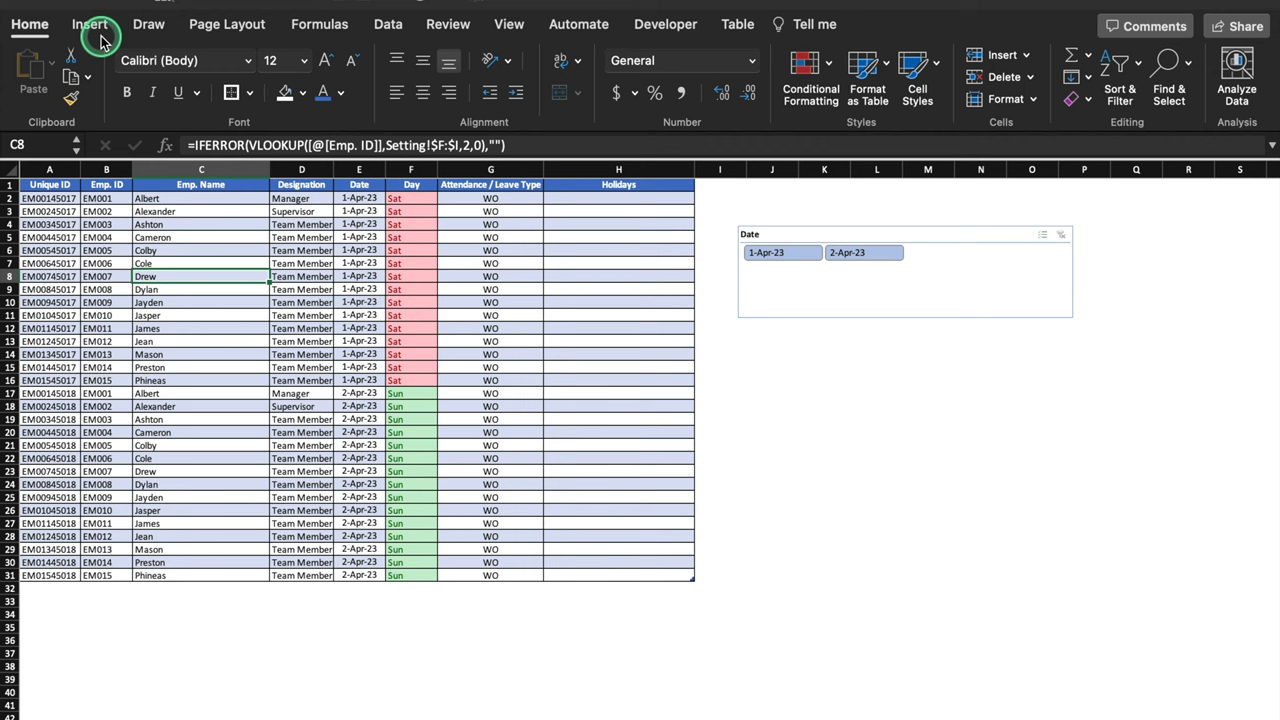 Home Insert Draw Page Layout Formulas Data Review View Automate Developer Table Tell me Comments Share
Paste Calibri (Body) 12 General Conditional Formatting Format as Table Cell Styles Insert Delete Format Sort & Filter Find & Select Analyze Data
Clipboard Font Alignment Number Styles Cells Editing Analysis
C8 fx =IFERROR(VLOOKUP([@[Emp. ID]],Setting!$F:$I,2,0),"")
A B C D E F G H I J K L M N O P Q R S
1 Unique ID Emp. ID Emp. Name Designation Date Day Attendance / Leave Type Holidays
2 EM00145017 EM001 Albert Manager 1-Apr-23 Sat WO
3 EM00245017 EM002 Alexander Supervisor 1-Apr-23 Sat WO
4 EM00345017 EM003 Ashton Team Member 1-Apr-23 Sat WO
5 EM00445017 EM004 Cameron Team Member 1-Apr-23 Sat WO
6 EM00545017 EM005 Colby Team Member 1-Apr-23 Sat WO
7 EM00645017 EM006 Cole Team Member 1-Apr-23 Sat WO
8 EM00745017 EM007 Drew Team Member 1-Apr-23 Sat WO
9 EM00845017 EM008 Dylan Team Member 1-Apr-23 Sat WO
10 EM00945017 EM009 Jayden Team Member 1-Apr-23 Sat WO
11 EM01045017 EM010 Jasper Team Member 1-Apr-23 Sat WO
12 EM01145017 EM011 James Team Member 1-Apr-23 Sat WO
13 EM01245017 EM012 Jean Team Member 1-Apr-23 Sat WO
14 EM01345017 EM013 Mason Team Member 1-Apr-23 Sat WO
15 EM01445017 EM014 Preston Team Member 1-Apr-23 Sat WO
16 EM01545017 EM015 Phineas Team Member 1-Apr-23 Sat WO
17 EM00145018 EM001 Albert Manager 2-Apr-23 Sun WO
18 EM00245018 EM002 Alexander Supervisor 2-Apr-23 Sun WO
19 EM00345018 EM003 Ashton Team Member 2-Apr-23 Sun WO
20 EM00445018 EM004 Cameron Team Member 2-Apr-23 Sun WO
21 EM00545018 EM005 Colby Team Member 2-Apr-23 Sun WO
22 EM00645018 EM006 Cole Team Member 2-Apr-23 Sun WO
23 EM00745018 EM007 Drew Team Member 2-Apr-23 Sun WO
24 EM00845018 EM008 Dylan Team Member 2-Apr-23 Sun WO
25 EM00945018 EM009 Jayden Team Member 2-Apr-23 Sun WO
26 EM01045018 EM010 Jasper Team Member 2-Apr-23 Sun WO
27 EM01145018 EM011 James Team Member 2-Apr-23 Sun WO
28 EM01245018 EM012 Jean Team Member 2-Apr-23 Sun WO
29 EM01345018 EM013 Mason Team Member 2-Apr-23 Sun WO
30 EM01445018 EM014 Preston Team Member 2-Apr-23 Sun WO
31 EM01545018 EM015 Phineas Team Member 2-Apr-23 Sun WO
32
33
34
35
36
37
38
39
40
41
42
Date
1-Apr-23 2-Apr-23